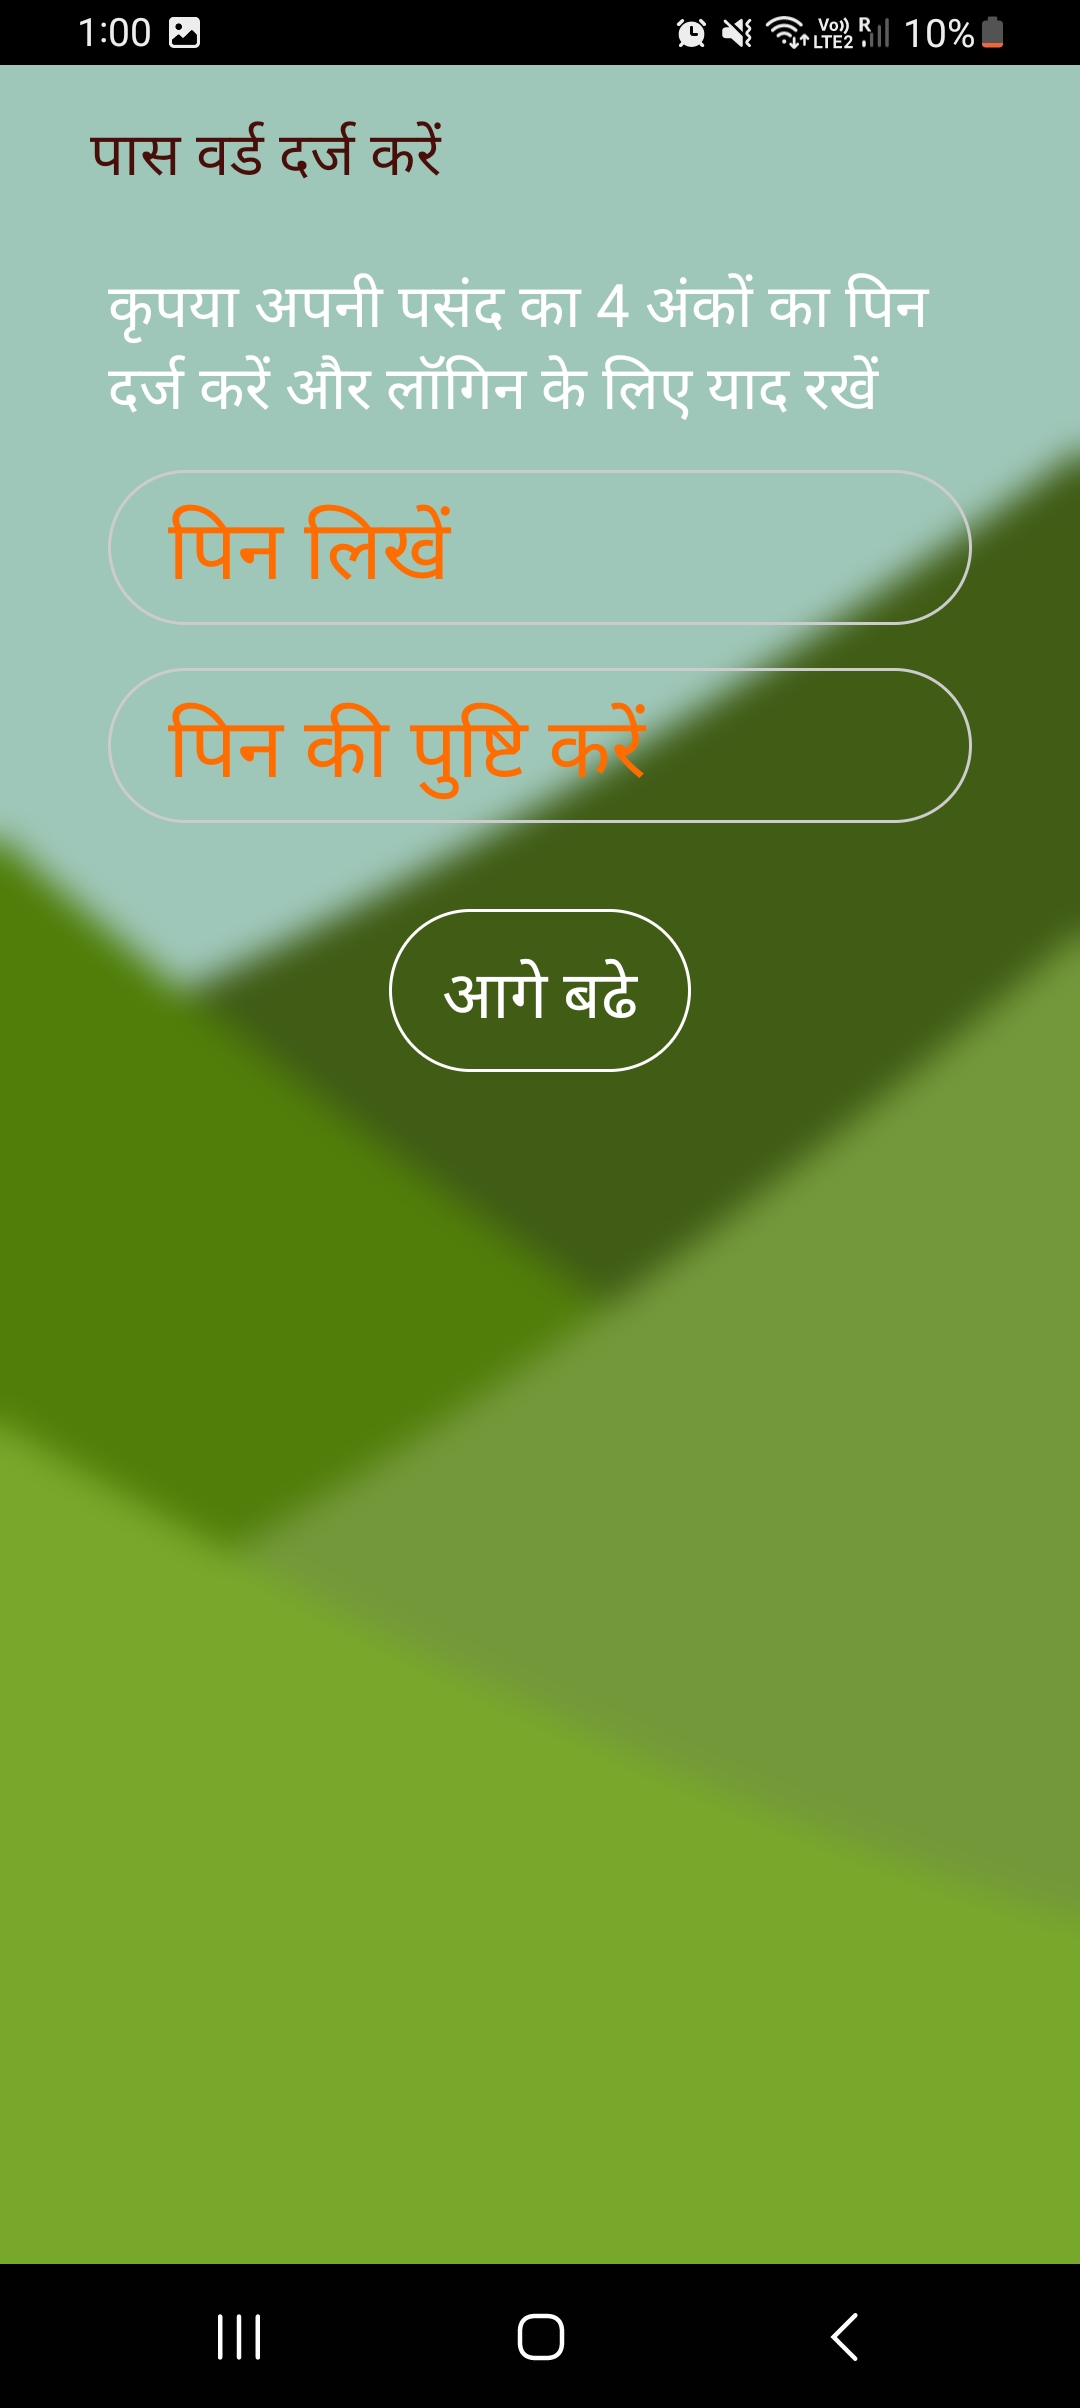 1:00 Vo)) LTE2 R 10%
पास वर्ड दर्ज करें
कृपया अपनी पसंद का 4 अंकों का पिन
दर्ज करें और लॉगिन के लिए याद रखें
पिन लिखें
पिन की पुष्टि करें
आगे बढे